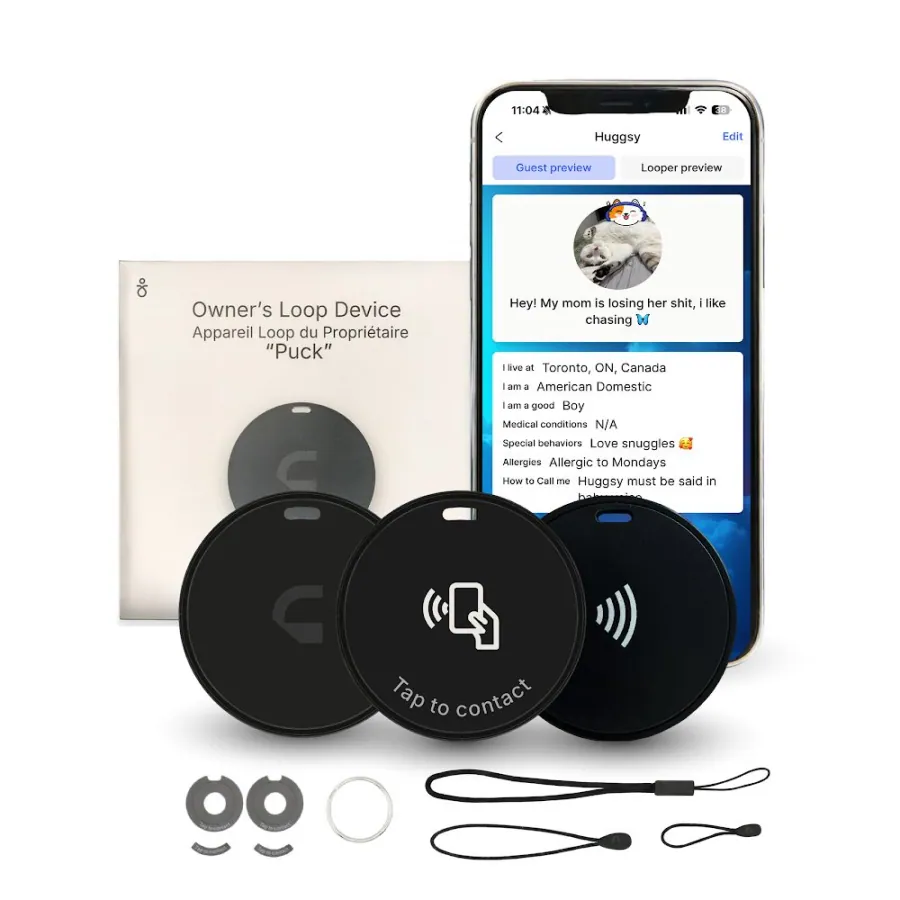 Owner's Loop Device
Appareil Loop du Propriétaire
"Puck"
11:04
38
Huggsy
Edit
Guest preview
Looper preview
Hey! My mom is losing her shit, i like
chasing 🦋
I live at Toronto, ON, Canada
I am a American Domestic
I am a good Boy
Medical conditions N/A
Special behaviors Love snuggles 🥰
Allergies Allergic to Mondays
How to Call me Huggsy must be said in
baby voice
Tap to contact